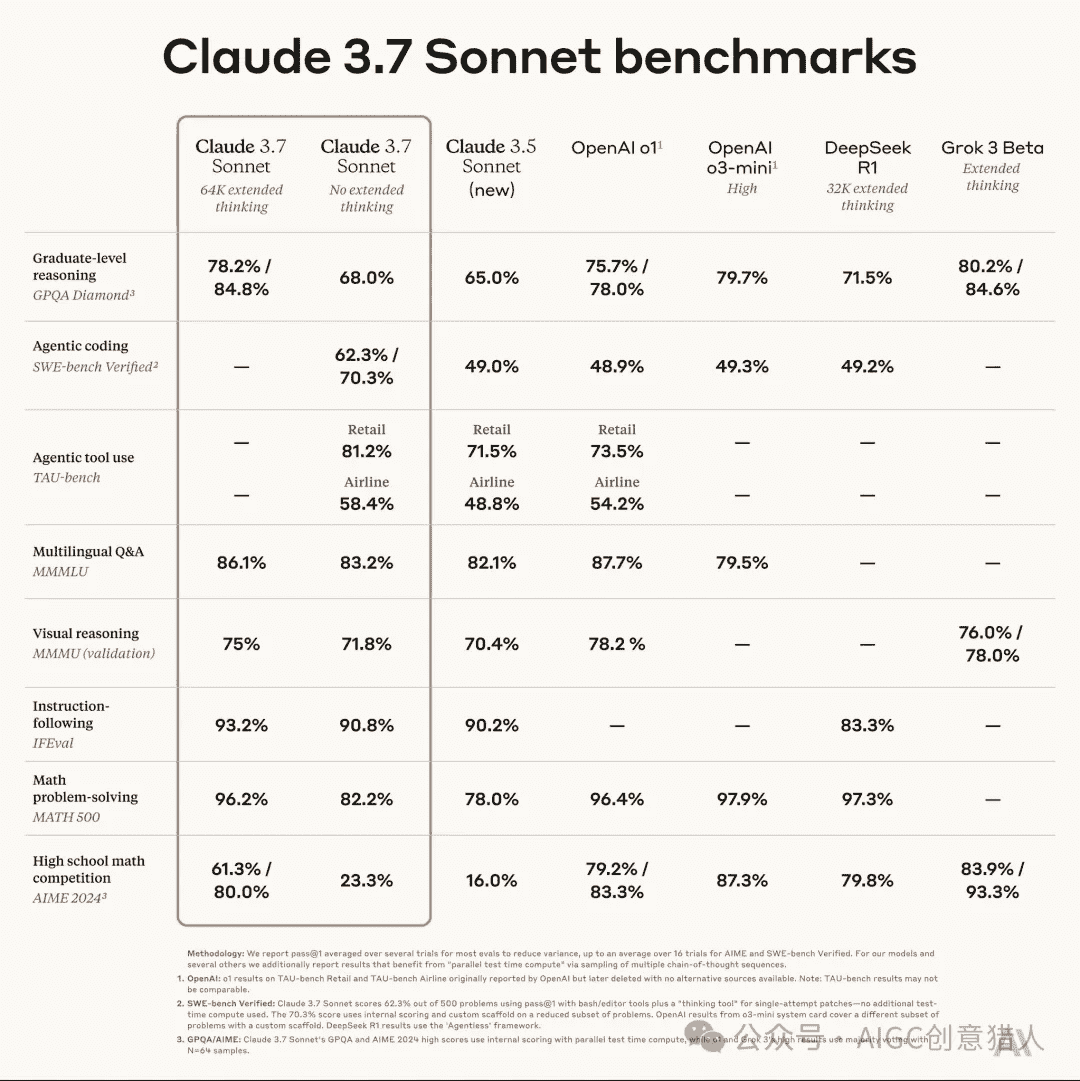 Claude 3.7 Sonnet benchmarks
Claude 3.7 Sonnet 64K extended thinking
Claude 3.7 Sonnet No extended thinking
Claude 3.5 Sonnet (new)
OpenAI o1¹
OpenAI o3-mini¹ High
DeepSeek R1 32K extended thinking
Grok 3 Beta Extended thinking
Graduate-level reasoning GPQA Diamond³ 78.2% / 84.8% 68.0% 65.0% 75.7% / 78.0% 79.7% 71.5% 80.2% / 84.6%
Agentic coding SWE-bench Verified² — 62.3% / 70.3% 49.0% 48.9% 49.3% 49.2% —
Agentic tool use TAU-bench
— Retail 81.2% Retail 71.5% Retail 73.5% — — —
— Airline 58.4% Airline 48.8% Airline 54.2% — — —
Multilingual Q&A MMMLU 86.1% 83.2% 82.1% 87.7% 79.5% — —
Visual reasoning MMMU (validation) 75% 71.8% 70.4% 78.2 % — — 76.0% / 78.0%
Instruction-following IFEval 93.2% 90.8% 90.2% — — 83.3% —
Math problem-solving MATH 500 96.2% 82.2% 78.0% 96.4% 97.9% 97.3% —
High school math competition AIME 2024³ 61.3% / 80.0% 23.3% 16.0% 79.2% / 83.3% 87.3% 79.8% 83.9% / 93.3%
Methodology: We report pass@1 averaged over several trials for most evals to reduce variance, up to an average over 16 trials for AIME and SWE-bench Verified. For our models and
several others we additionally report results that benefit from "parallel test time compute" via sampling of multiple chain-of-thought sequences.
1. OpenAI: o1 results on TAU-bench Retail and TAU-bench Airline originally reported by OpenAI but later deleted with no alternative sources available. Note: TAU-bench results may not
be comparable.
2. SWE-bench Verified: Claude 3.7 Sonnet scores 62.3% out of 500 problems using pass@1 with bash/editor tools plus a "thinking tool" for single-attempt patches—no additional test-
time compute used. The 70.3% score uses internal scoring and custom scaffold on a reduced subset of problems. OpenAI results from o3-mini system card cover a different subset of
problems with a custom scaffold. DeepSeek R1 results use the 'Agentless' framework.
3. GPQA/AIME: Claude 3.7 Sonnet's GPQA and AIME 2024 high scores use internal scoring with parallel test time compute, while o1 and Grok 3's high results use majority voting with
N=64 samples.
公众号 · AIGC创意猎人